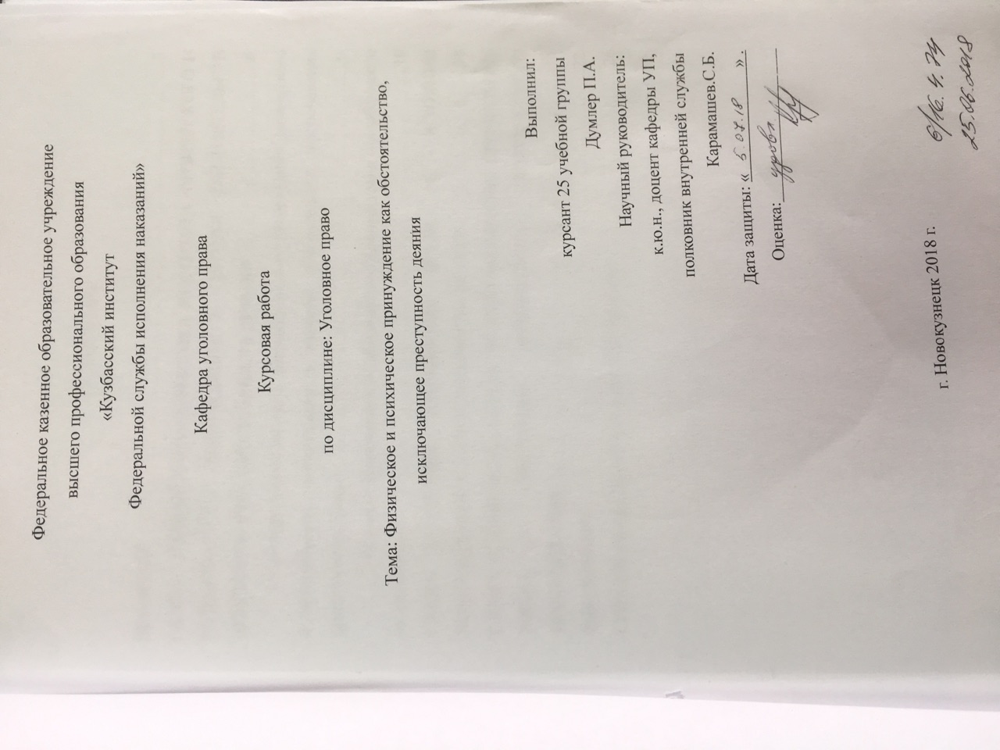 Федеральное казенное образовательное учреждение
высшего профессионального образования
«Кузбасский институт
Федеральной службы исполнения наказаний»
Кафедра уголовного права
Курсовая работа
по дисциплине: Уголовное право
Тема: Физическое и психическое принуждение как обстоятельство,
исключающее преступность деяния
Выполнил:
курсант 25 учебной группы
Думлер П.А.
Научный руководитель:
к.ю.н., доцент кафедры УП,
полковник внутренней службы
Карамашев.С.Б.
Дата защиты: « 5.07.18 » .
Оценка:
г. Новокузнецк 2018 г.
25.06.2018